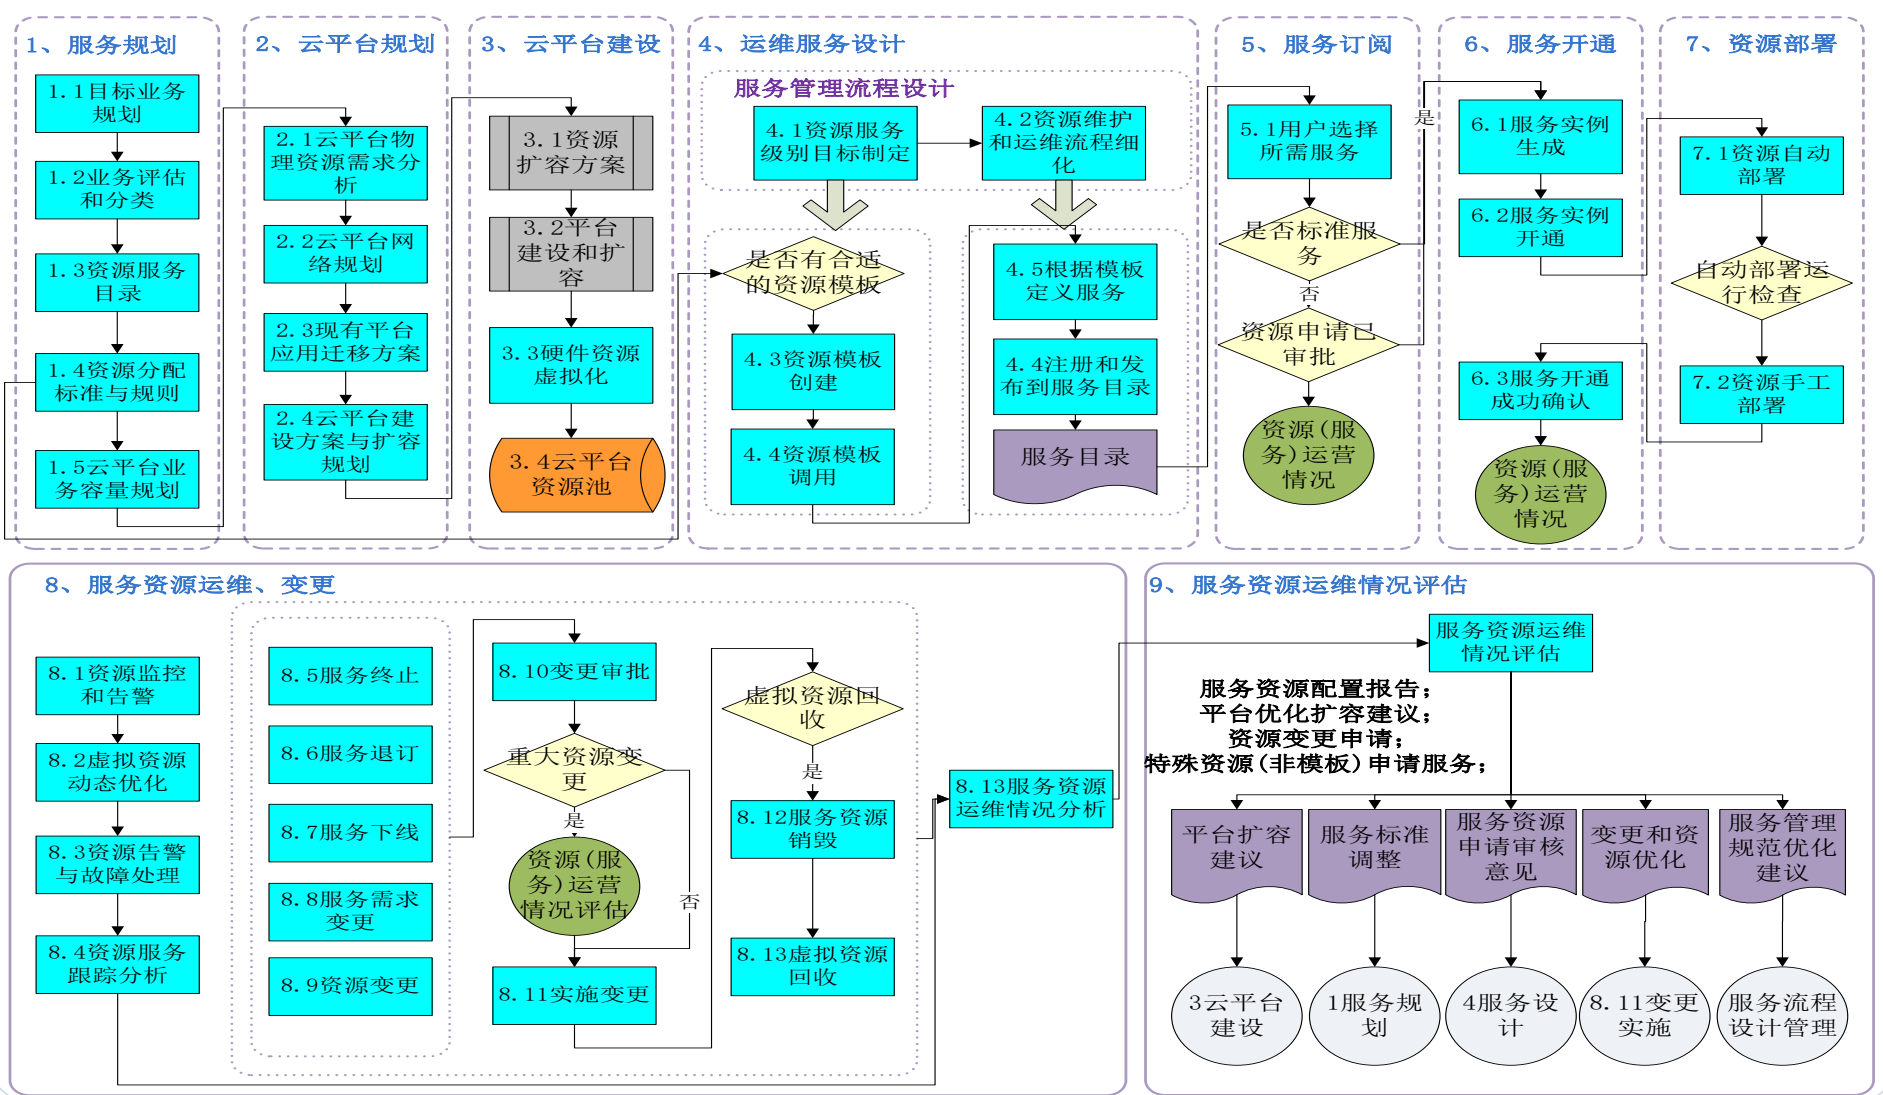 1、服务规划
1.1目标业务
规划
1.2业务评估
和分类
1.3资源服务
目录
1.4资源分配
标准与规则
1.5云平台业
务容量规划
2、云平台规划
2.1云平台物
理资源需求分
析
2.2云平台网
络规划
2.3现有平台
应用迁移方案
2.4云平台建
设方案与扩容
规划
3、云平台建设
3.1资源
扩容方案
3.2平台
建设和扩
容
3.3硬件资源
虚拟化
3.4云平台
资源池
4、运维服务设计
服务管理流程设计
4.1资源服务
级别目标制定
4.2资源维护
和运维流程细
化
是否有合适
的资源模板
4.3资源模板
创建
4.4资源模板
调用
4.5根据模板
定义服务
4.4注册和发
布到服务目录
服务目录
5、服务订阅
5.1用户选择
所需服务
是否标准服
务
否
资源申请已
审批
资源(服
务)运营
情况
是
6、服务开通
6.1服务实例
生成
6.2服务实例
开通
6.3服务开通
成功确认
资源(服
务)运营
情况
7、资源部署
7.1资源自动
部署
自动部署运
行检查
7.2资源手工
部署
8、服务资源运维、变更
8.1资源监控
和告警
8.2虚拟资源
动态优化
8.3资源告警
与故障处理
8.4资源服务
跟踪分析
8.5服务终止
8.6服务退订
8.7服务下线
8.8服务需求
变更
8.9资源变更
8.10变更审批
重大资源变
更
是
资源(服
务)运营
情况评估
否
8.11实施变更
虚拟资源回
收
是
8.12服务资源
销毁
8.13虚拟资源
回收
8.13服务资源
运维情况分析
9、服务资源运维情况评估
服务资源运维
情况评估
服务资源配置报告；
平台优化扩容建议；
资源变更申请；
特殊资源(非模板)申请服务；
平台扩容
建议
服务标准
调整
服务资源
申请审核
意见
变更和资
源优化
服务管理
规范优化
建议
3云平台
建设
1服务规
划
4服务设
计
8.11变更
实施
服务流程
设计管理